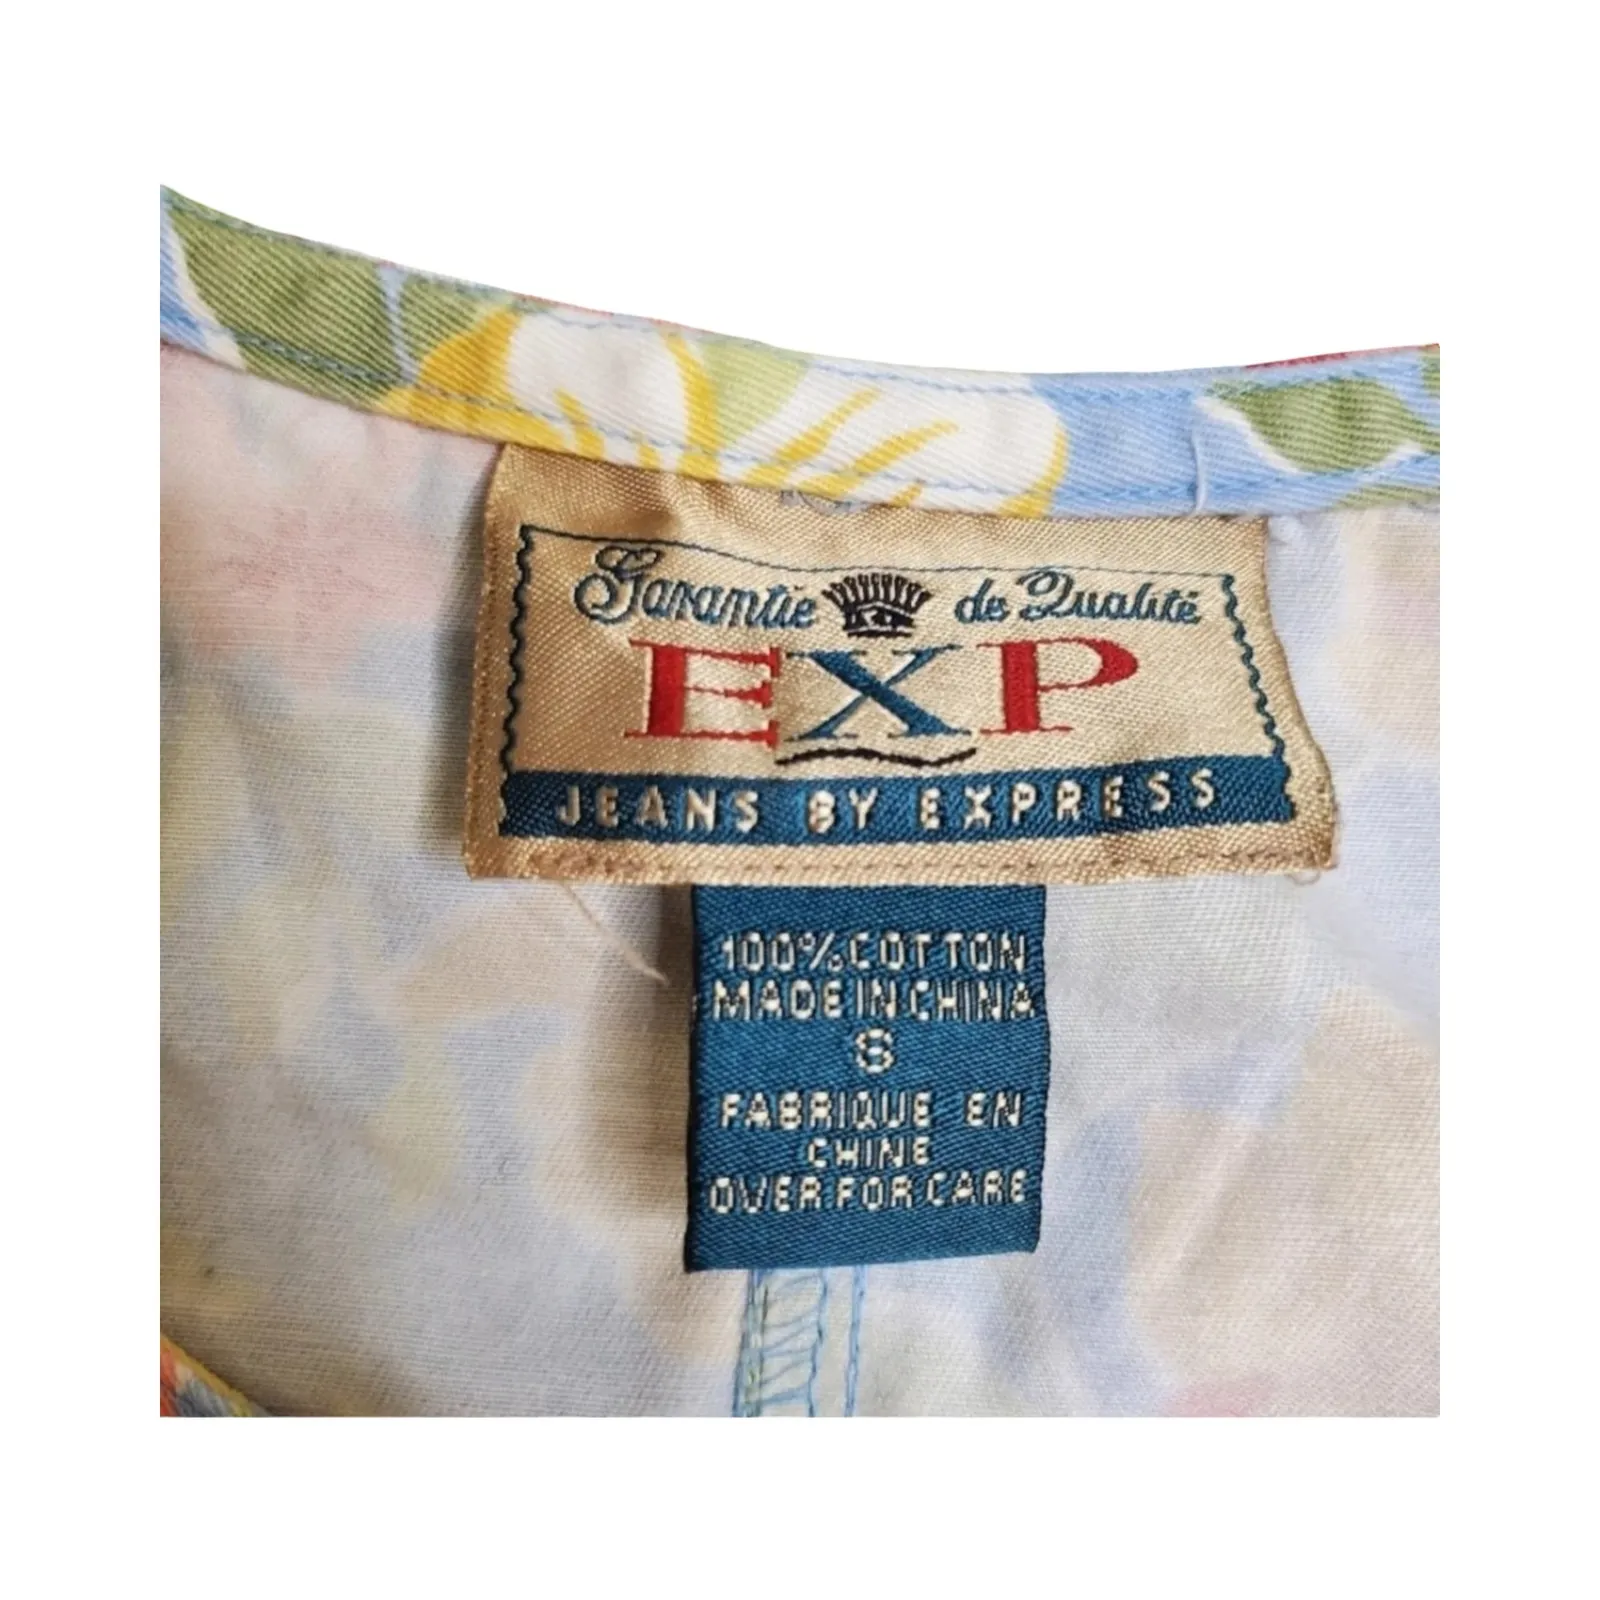 Garantie de Qualité
EXP
JEANS BY EXPRESS
100% COTTON
MADE IN CHINA
S
FABRIQUE EN
CHINE
OVER FOR CARE